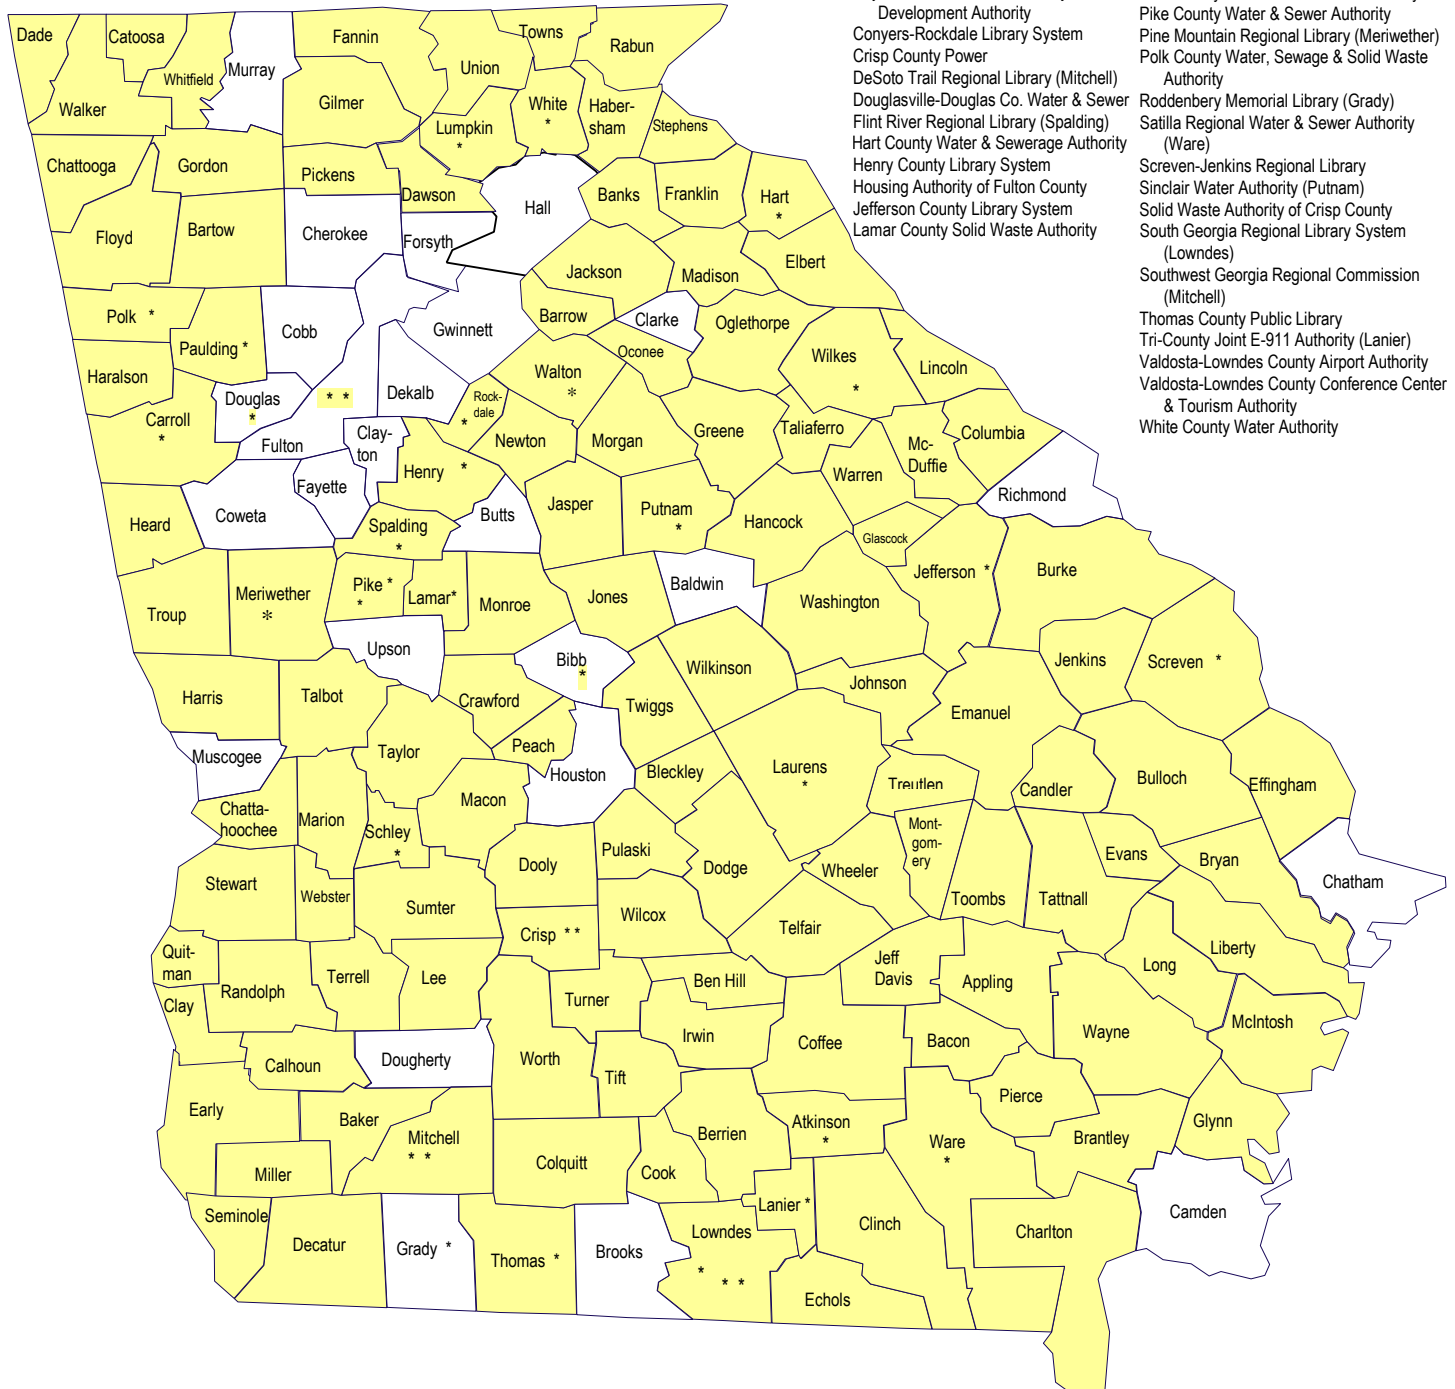 Development Authority
Conyers-Rockdale Library System
Crisp County Power
DeSoto Trail Regional Library (Mitchell)
Douglasville-Douglas Co. Water & Sewer
Flint River Regional Library (Spalding)
Hart County Water & Sewerage Authority
Henry County Library System
Housing Authority of Fulton County
Jefferson County Library System
Lamar County Solid Waste Authority
Pike County Water & Sewer Authority
Pine Mountain Regional Library (Meriwether)
Polk County Water, Sewage & Solid Waste
Authority
Roddenbery Memorial Library (Grady)
Satilla Regional Water & Sewer Authority
(Ware)
Screven-Jenkins Regional Library
Sinclair Water Authority (Putnam)
Solid Waste Authority of Crisp County
South Georgia Regional Library System
(Lowndes)
Southwest Georgia Regional Commission
(Mitchell)
Thomas County Public Library
Tri-County Joint E-911 Authority (Lanier)
Valdosta-Lowndes County Airport Authority
Valdosta-Lowndes County Conference Center
& Tourism Authority
White County Water Authority
Dade
Catoosa
Whitfield
Murray
Fannin
Towns
Union
Rabun
Walker
Gilmer
White
*
Haber-
sham
Lumpkin
*
Stephens
Chattooga
Gordon
Pickens
Dawson
Banks
Franklin
Hart
*
Hall
Floyd
Bartow
Cherokee
Forsyth
Jackson
Madison
Elbert
Polk *
Paulding *
Cobb
Gwinnett
Barrow
Clarke
Oglethorpe
Oconee
Wilkes
*
Lincoln
Haralson
Douglas
*
* *
Dekalb
Rock-
dale
*
Walton
*
Carroll
*
Fulton
Clay-
ton
Henry *
Newton
Morgan
Greene
Taliaferro
Mc-
Duffie
Columbia
Warren
Richmond
Heard
Coweta
Fayette
Spalding
*
Butts
Jasper
Putnam
*
Hancock
Glascock
Jefferson *
Burke
Troup
Meriwether
*
Pike *
*
Lamar*
Monroe
Jones
Baldwin
Washington
Jenkins
Screven *
Upson
Bibb
*
Wilkinson
Johnson
Harris
Talbot
Crawford
Twiggs
Emanuel
Muscogee
Taylor
Peach
Houston
Bleckley
Laurens
*
Treutlen
Candler
Bulloch
Effingham
Chatta-
hoochee
Marion
Schley
*
Macon
Dooly
Pulaski
Dodge
Wheeler
Mont-
gom-
ery
Toombs
Tattnall
Evans
Bryan
Chatham
Stewart
Webster
Sumter
Crisp * *
Wilcox
Telfair
Quit-
man
Randolph
Terrell
Lee
Turner
Ben Hill
Jeff
Davis
Appling
Long
Liberty
Clay
Irwin
Coffee
Bacon
Wayne
McIntosh
Calhoun
Dougherty
Worth
Tift
Early
Baker
Mitchell
* *
Berrien
Atkinson
*
Ware
*
Pierce
Brantley
Glynn
Miller
Colquitt
Cook
Lanier *
Clinch
Charlton
Camden
Seminole
Decatur
Grady *
Thomas *
Brooks
Lowndes
*
* *
Echols